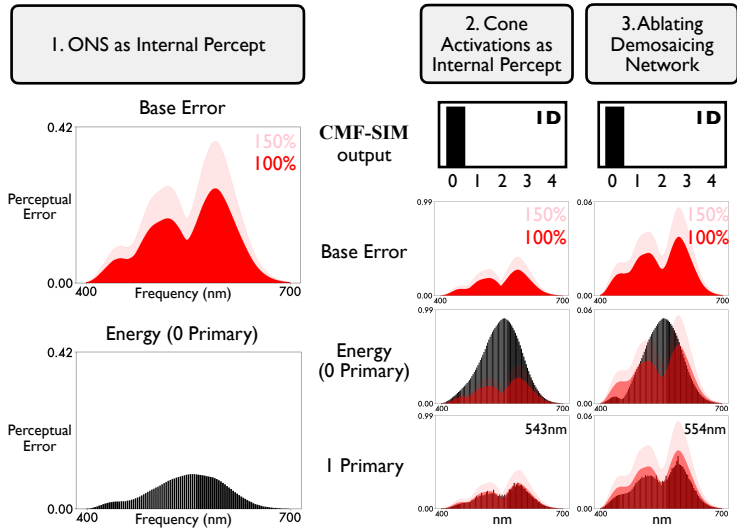 1. ONS as Internal Percept
2. Cone
Activations as
Internal Percept
3. Ablating
Demosaicing
Network
Base Error
0.42
150%
100%
Perceptual
Error
0.00
400
Frequency (nm)
700
Energy (0 Primary)
0.42
Perceptual
Error
0.00
400
Frequency (nm)
700
CMF-SIM
output
1D
0 1 2 3 4
1D
0 1 2 3 4
Base Error
0.99
150%
100%
0.00
400
700
0.06
150%
100%
0.00
400
700
Energy
(0 Primary)
0.99
0.00
400
700
0.06
0.00
400
700
1 Primary
0.99
543nm
0.00
400
nm
700
0.06
554nm
0.00
400
nm
700